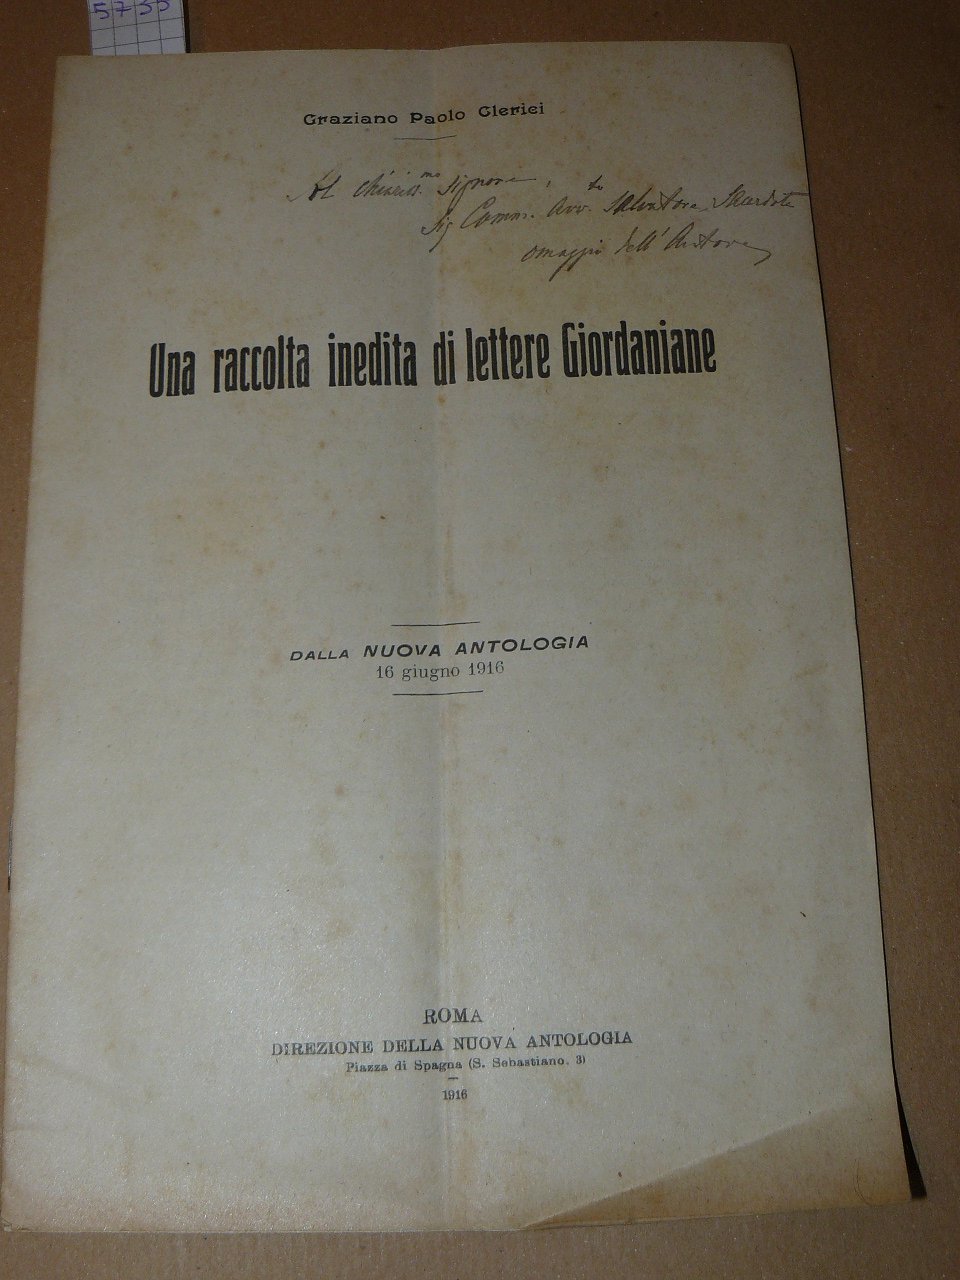 5735
Graziano Paolo Clerici
Al chiariss.mo Signore,
Sig Comm. Avv.to Salvatore Sacerdote
omaggio dell'Autore
Una raccolta inedita di lettere Giordaniane
DALLA NUOVA ANTOLOGIA
16 giugno 1916
ROMA
DIREZIONE DELLA NUOVA ANTOLOGIA
Piazza di Spagna (S. Sebastiano, 3)
1916